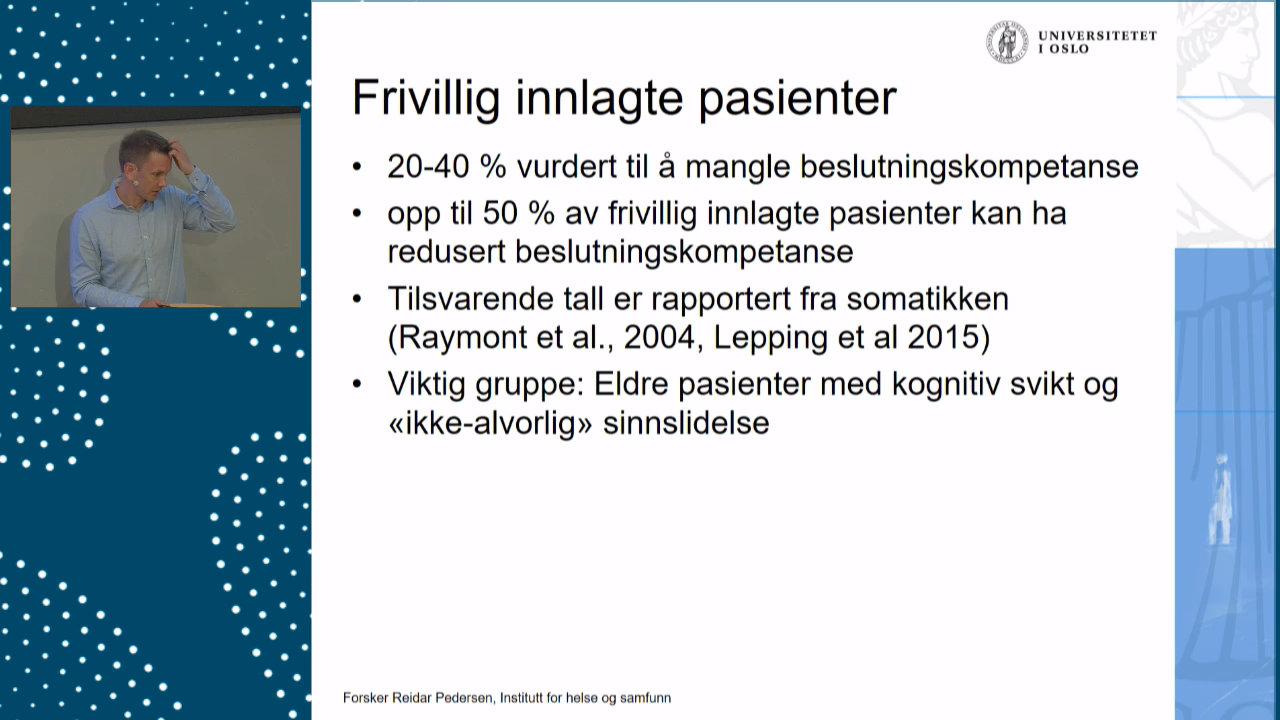 UNIVERSITETET
I OSLO
Frivillig innlagte pasienter
• 20-40 % vurdert til å mangle beslutningskompetanse
• opp til 50 % av frivillig innlagte pasienter kan ha
redusert beslutningskompetanse
• Tilsvarende tall er rapportert fra somatikken
(Raymont et al., 2004, Lepping et al 2015)
• Viktig gruppe: Eldre pasienter med kognitiv svikt og
«ikke-alvorlig» sinnslidelse
Forsker Reidar Pedersen, Institutt for helse og samfunn